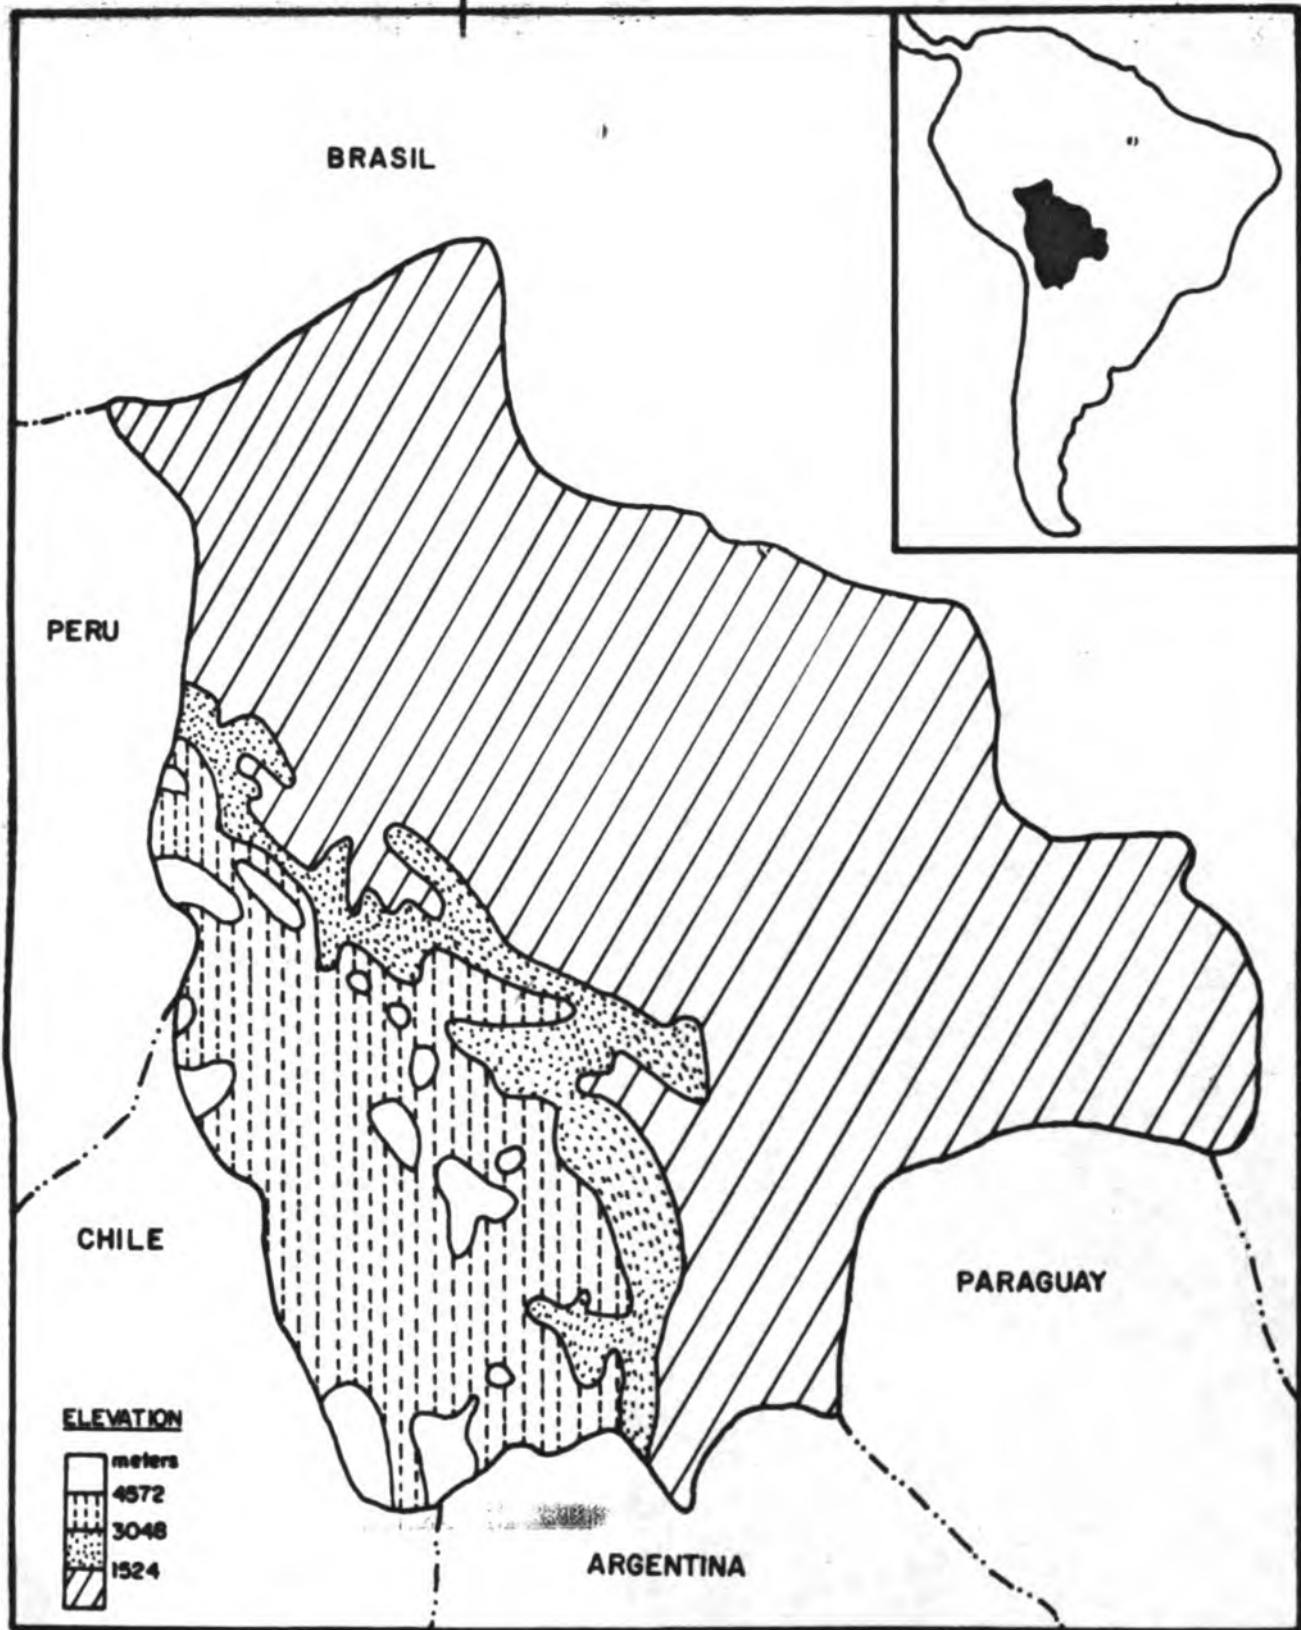 BRASIL
PERU
CHILE
PARAGUAY
ELEVATION
meters
4572
3048
1524
ARGENTINA